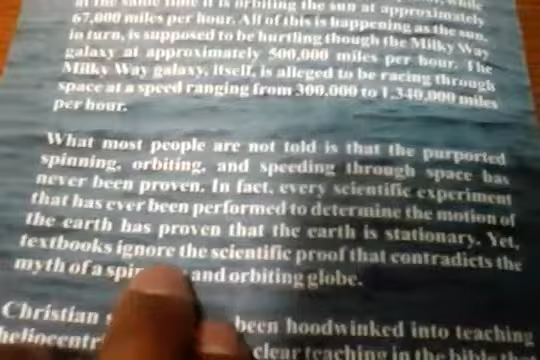 at the same time it is orbiting the sun at approximately
67,000 miles per hour. All of this is happening as the sun,
in turn, is supposed to be hurtling though the Milky Way
galaxy at approximately 500,000 miles per hour. The
Milky Way galaxy, itself, is alleged to be racing through
space at a speed ranging from 300,000 to 1,340,000 miles
per hour.
What most people are not told is that the purported
spinning, orbiting, and speeding through space has
never been proven. In fact, every scientific experiment
that has ever been performed to determine the motion of
the earth has proven that the earth is stationary. Yet,
textbooks ignore the scientific proof that contradicts the
myth of a and orbiting globe.
Christian been hoodwinked into teaching
clear teaching in the